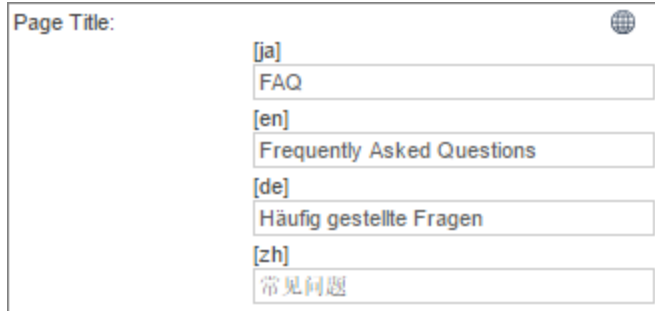 Page Title:
[ja]
FAQ
[en]
Frequently Asked Questions
[de]
Häufig gestellte Fragen
[zh]
常见问题